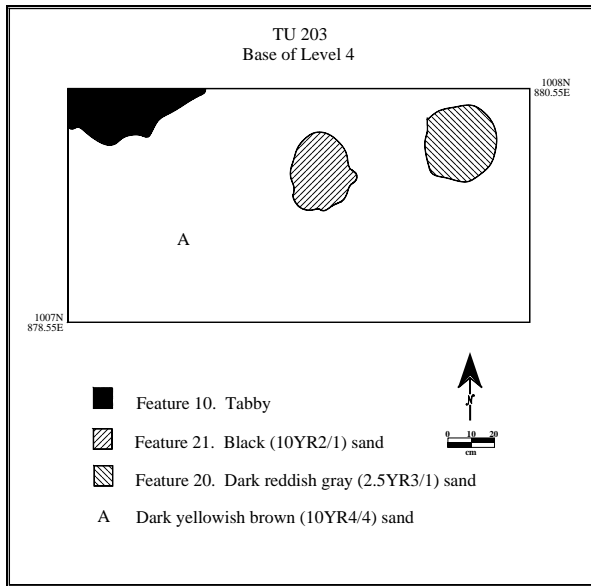 TU 203
Base of Level 4
1008N
880.55E
A
1007N
878.55E
N
Feature 10. Tabby
0 10 20
cm
Feature 21. Black (10YR2/1) sand
Feature 20. Dark reddish gray (2.5YR3/1) sand
A Dark yellowish brown (10YR4/4) sand